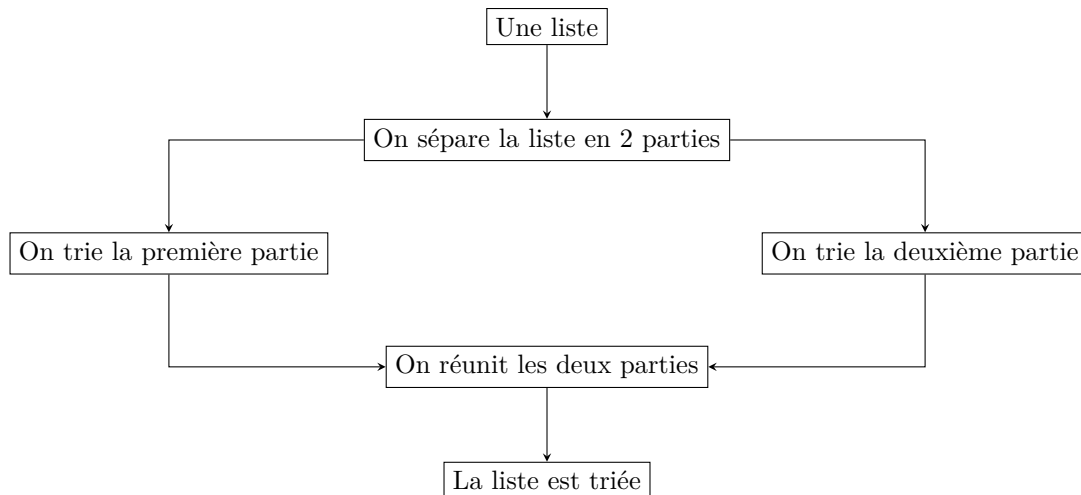 Une liste
On sépare la liste en 2 parties
On trie la première partie
On trie la deuxième partie
On réunit les deux parties
La liste est triée